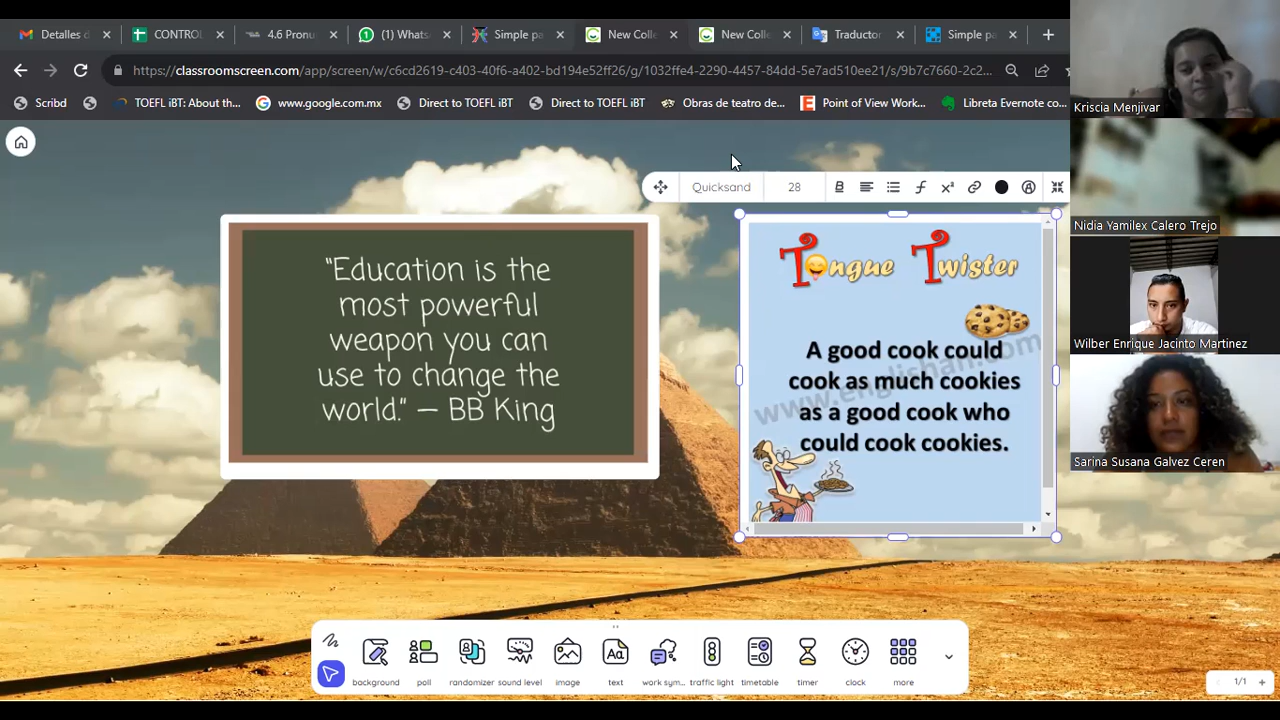 Detalles d
CONTROL
4.6 Pronu
(1) Whats
Simple pa
New Colle
New Colle
Traductor
Simple pa
https://classroomscreen.com/app/screen/w/c6cd2619-c403-40f6-a402-bd194e52ff26/g/1032ffe4-2290-4457-84dd-5e7ad510ee21/s/9b7c7660-2c2...
Scribd
TOEFL iBT: About th...
www.google.com.mx
Direct to TOEFL iBT
Direct to TOEFL iBT
Obras de teatro de...
Point of View Work...
Libreta Evernote co...
Quicksand
28
"Education is the
most powerful
weapon you can
use to change the
world." – BB King
Tongue Twister
A good cook could
cook as much cookies
as a good cook who
could cook cookies.
www.englishan.com
background
poll
randomizer
sound level
image
text
work sym...
traffic light
timetable
timer
clock
more
1/1
Kriscia Menjivar
Nidia Yamilex Calero Trejo
Wilber Enrique Jacinto Martinez
Sarina Susana Galvez Ceren